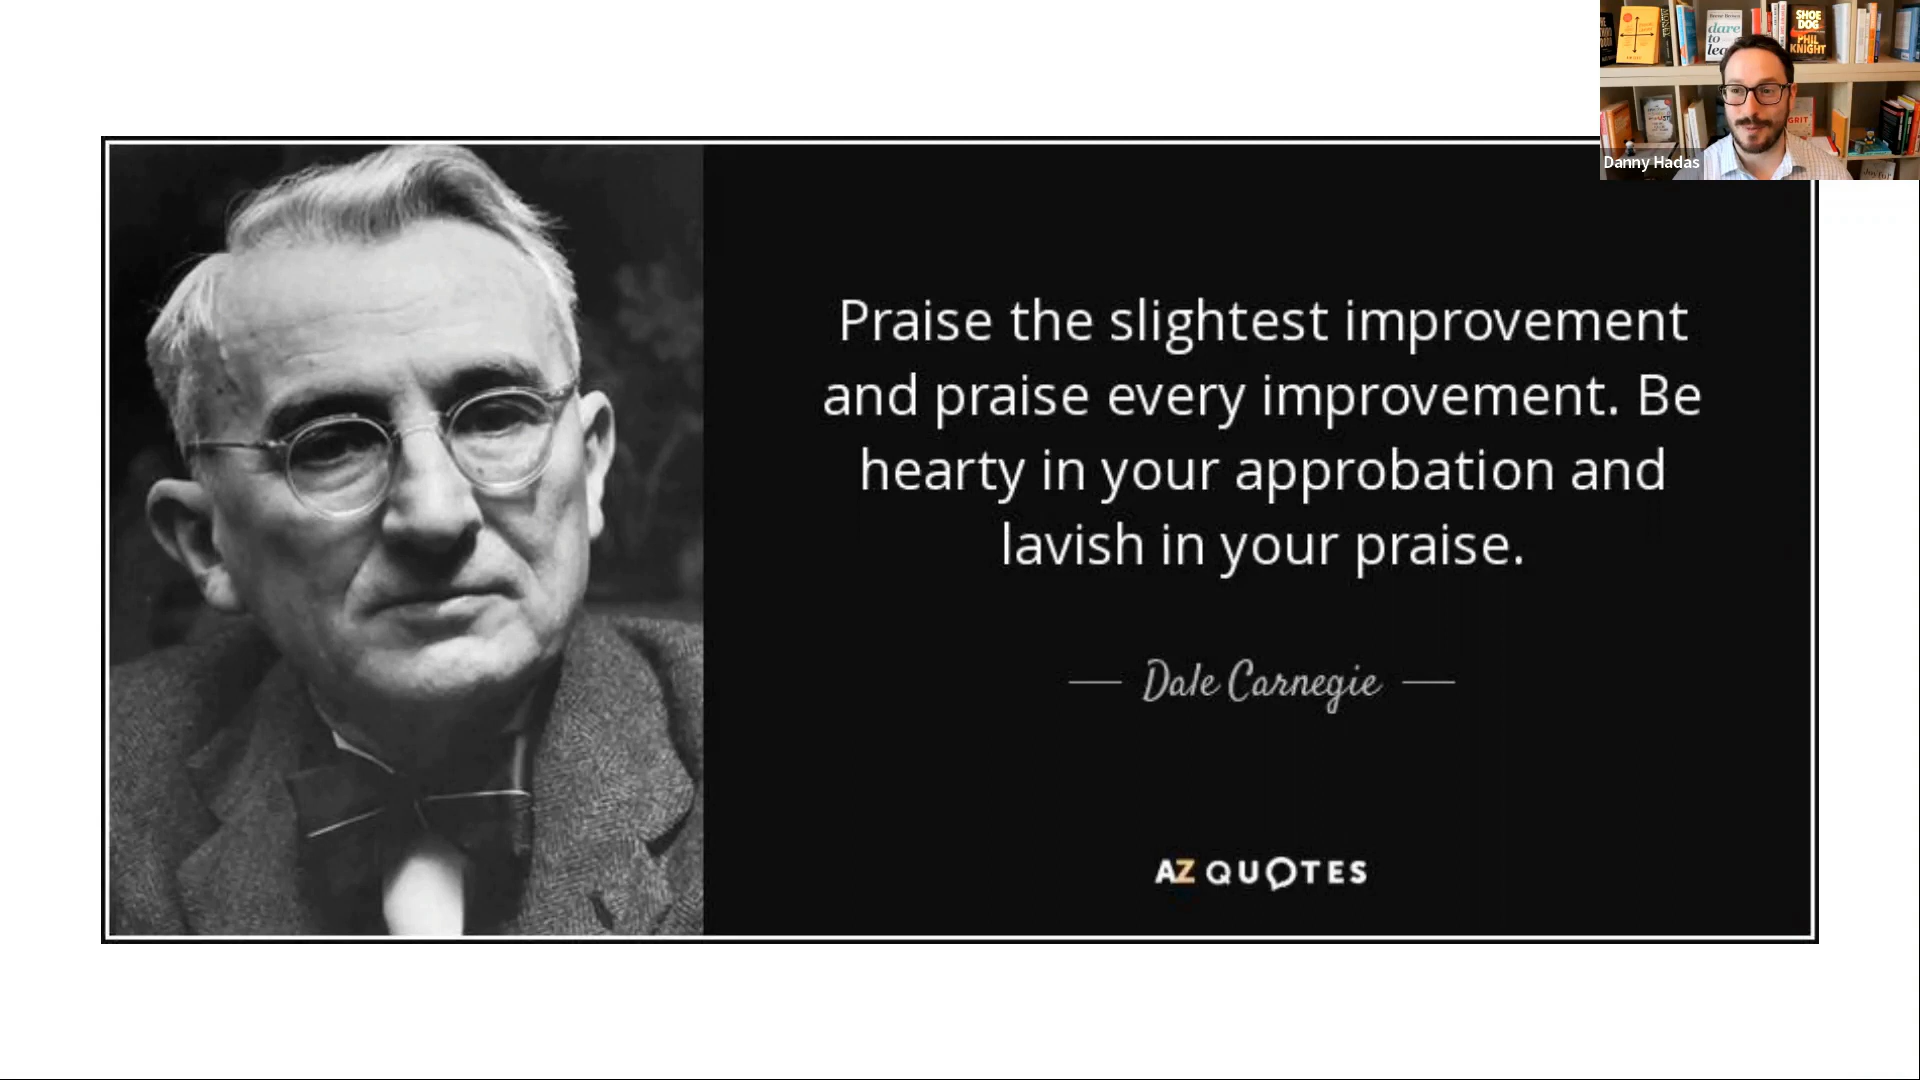 Praise the slightest improvement
and praise every improvement. Be
hearty in your approbation and
lavish in your praise.
Dale Carnegie
AZ QUOTES
Danny Hadas
dare
to
SHOE
DOG
PHIL
KNIGHT
GRIT